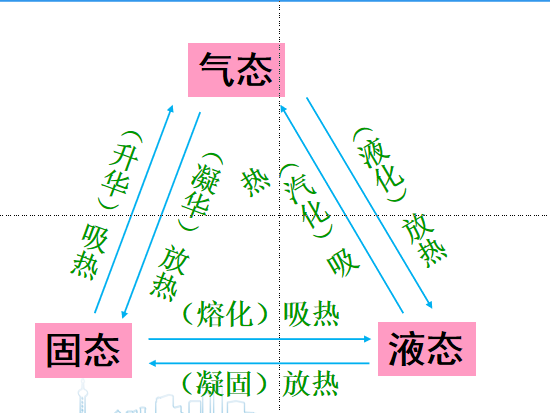 气态
（升华）吸热
（凝华）放热
（汽化）吸
热
（液化）放热
（熔化）吸热
固态
液态
（凝固）放热